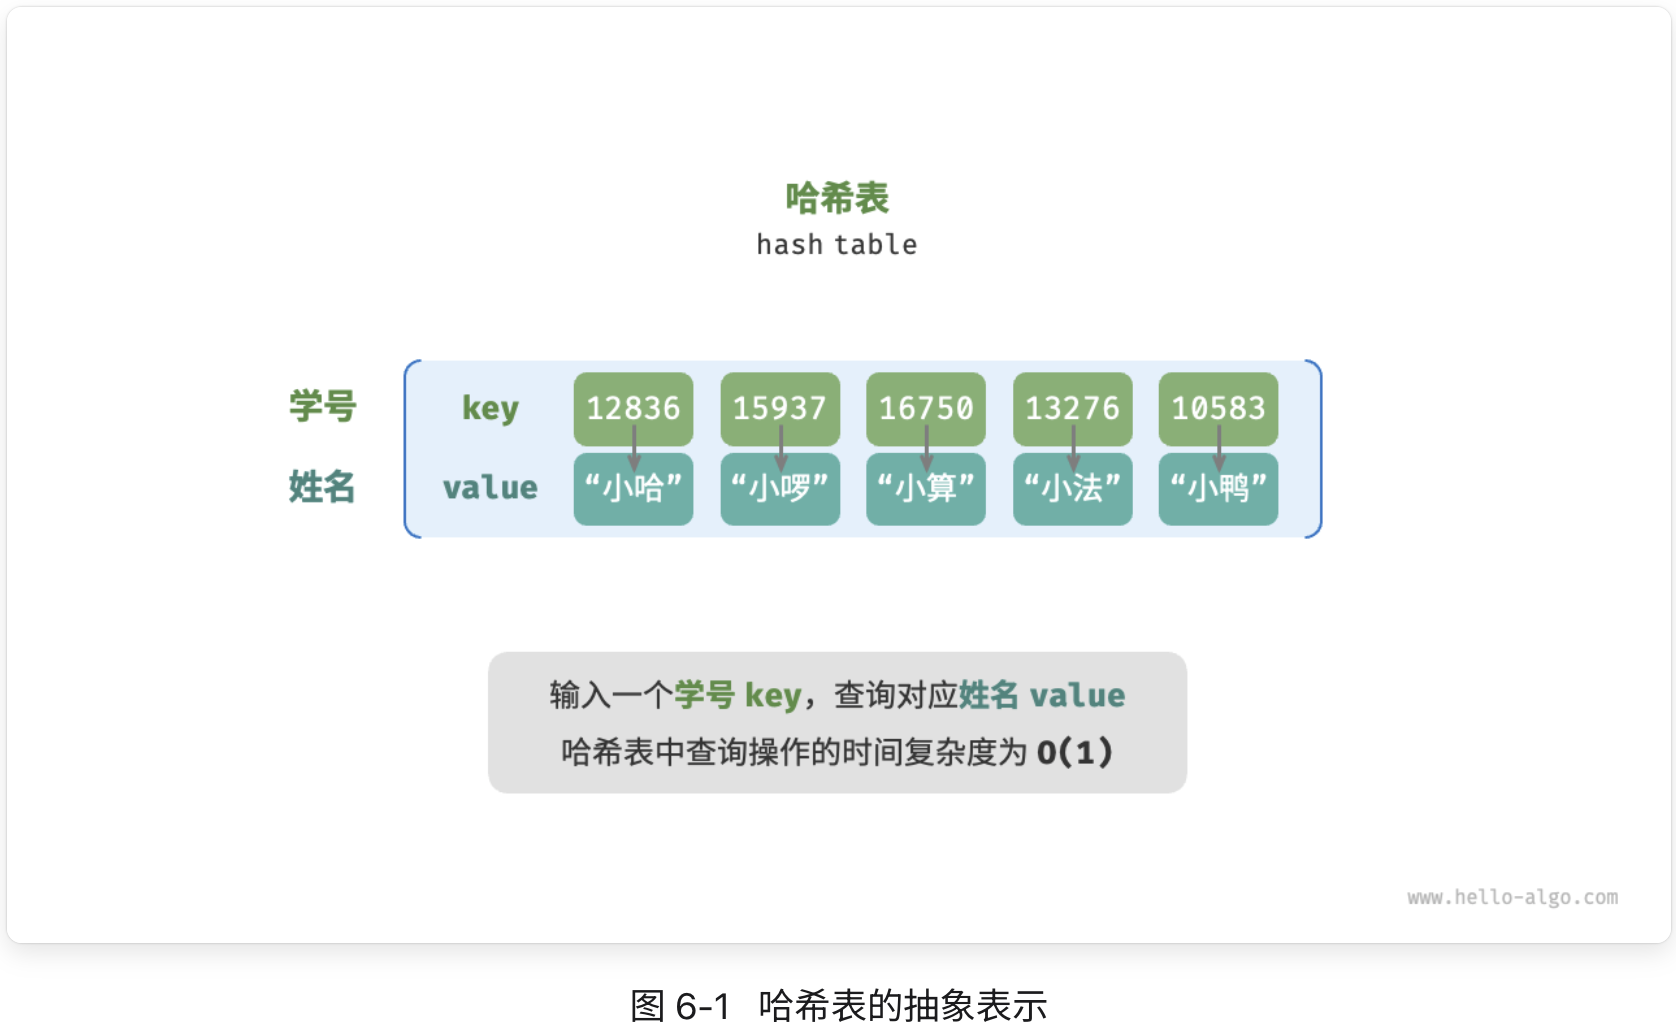 哈希表
hash table
学号 key 12836 15937 16750 13276 10583
姓名 value “小哈” “小啰” “小算” “小法” “小鸭”
输入一个学号 key，查询对应姓名 value
哈希表中查询操作的时间复杂度为 O(1)
www.hello-algo.com
图 6-1 哈希表的抽象表示